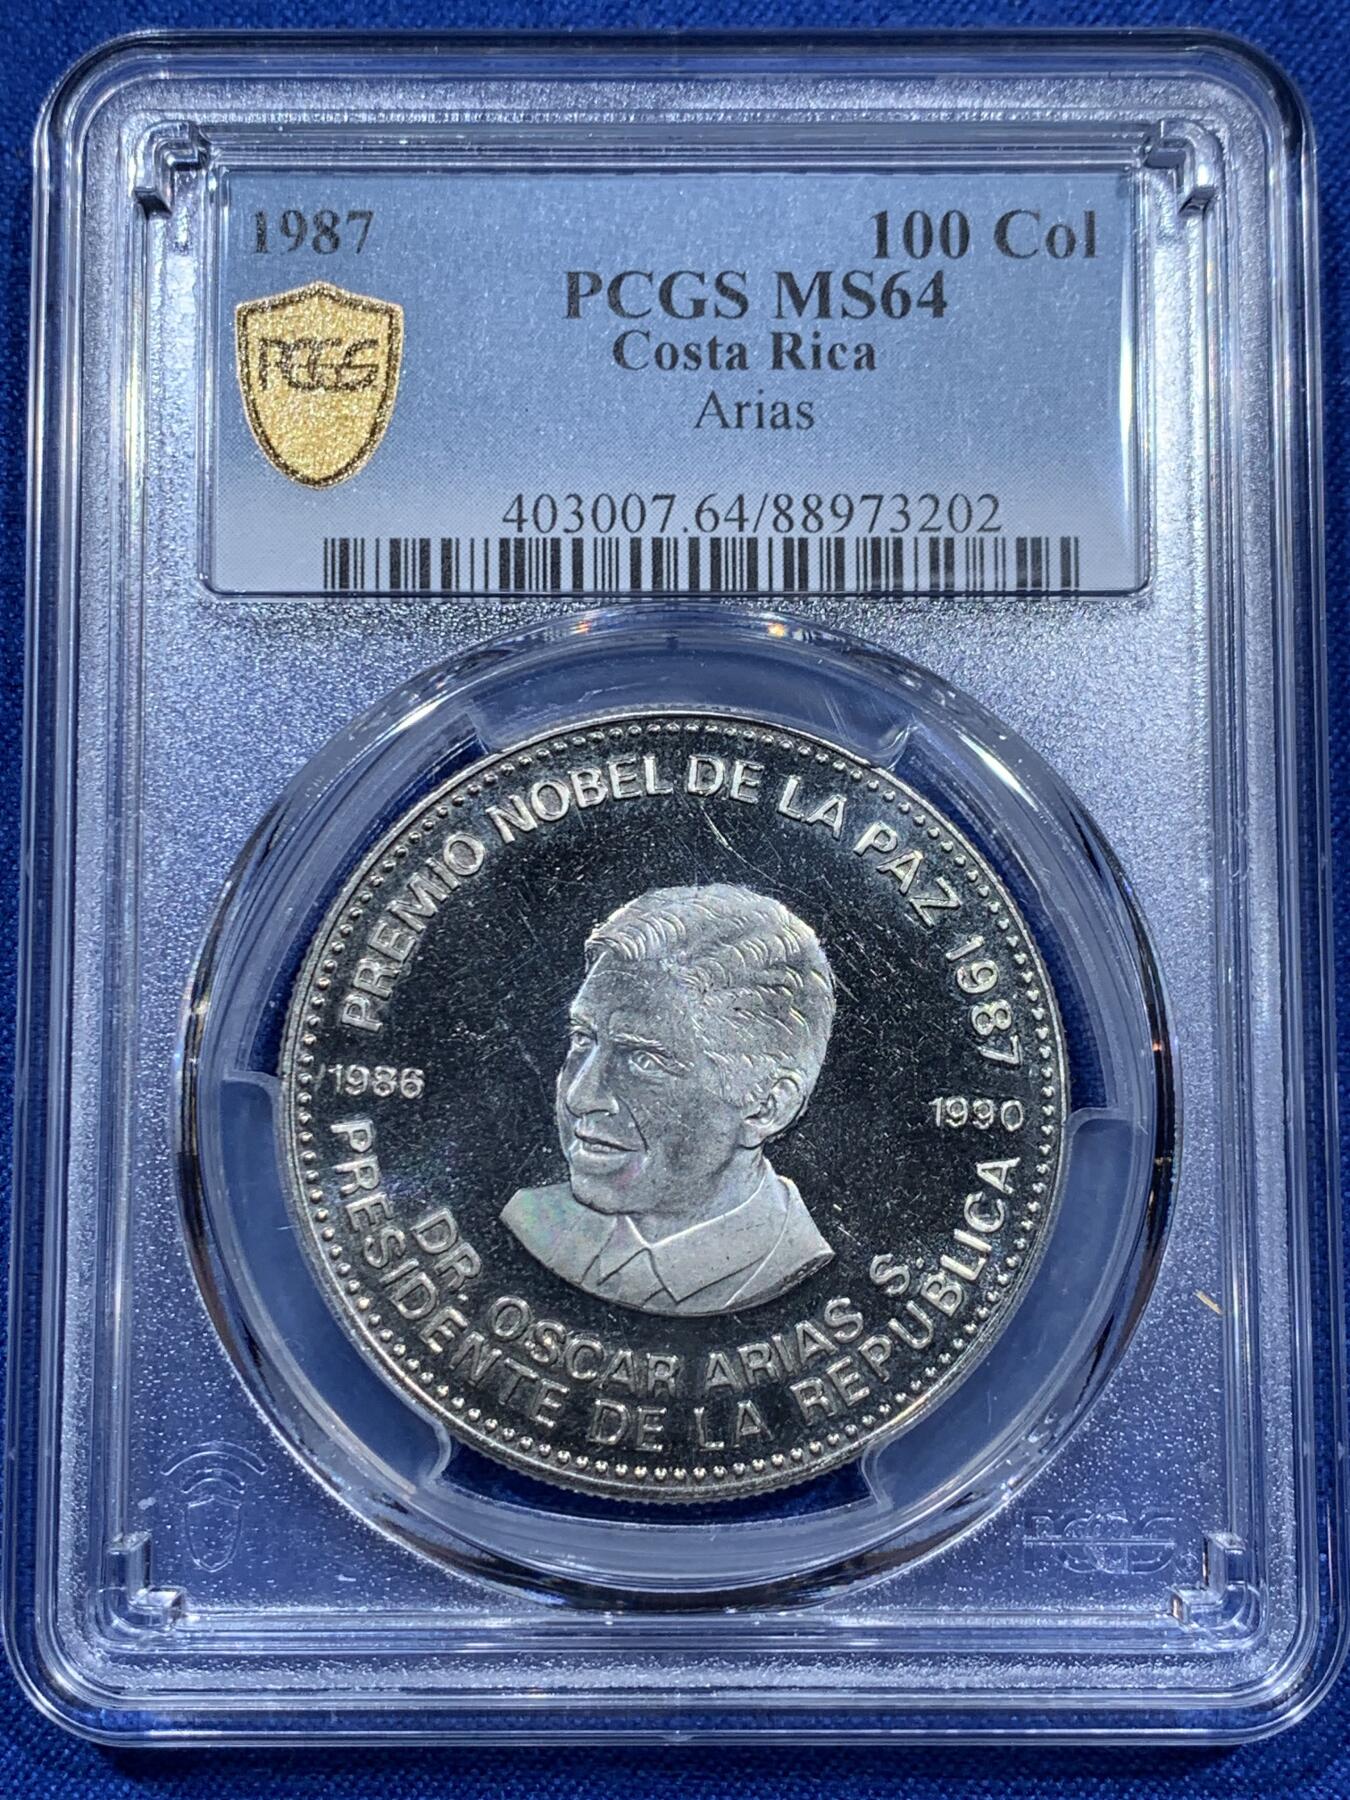 1987
100 Col
PCGS MS64
PCGS
Costa Rica
Arias
403007.64/88973202
PREMIO NOBEL DE LA PAZ 1987
1986
1990
DR. OSCAR ARIAS S.
PRESIDENTE DE LA REPUBLICA
PCGS